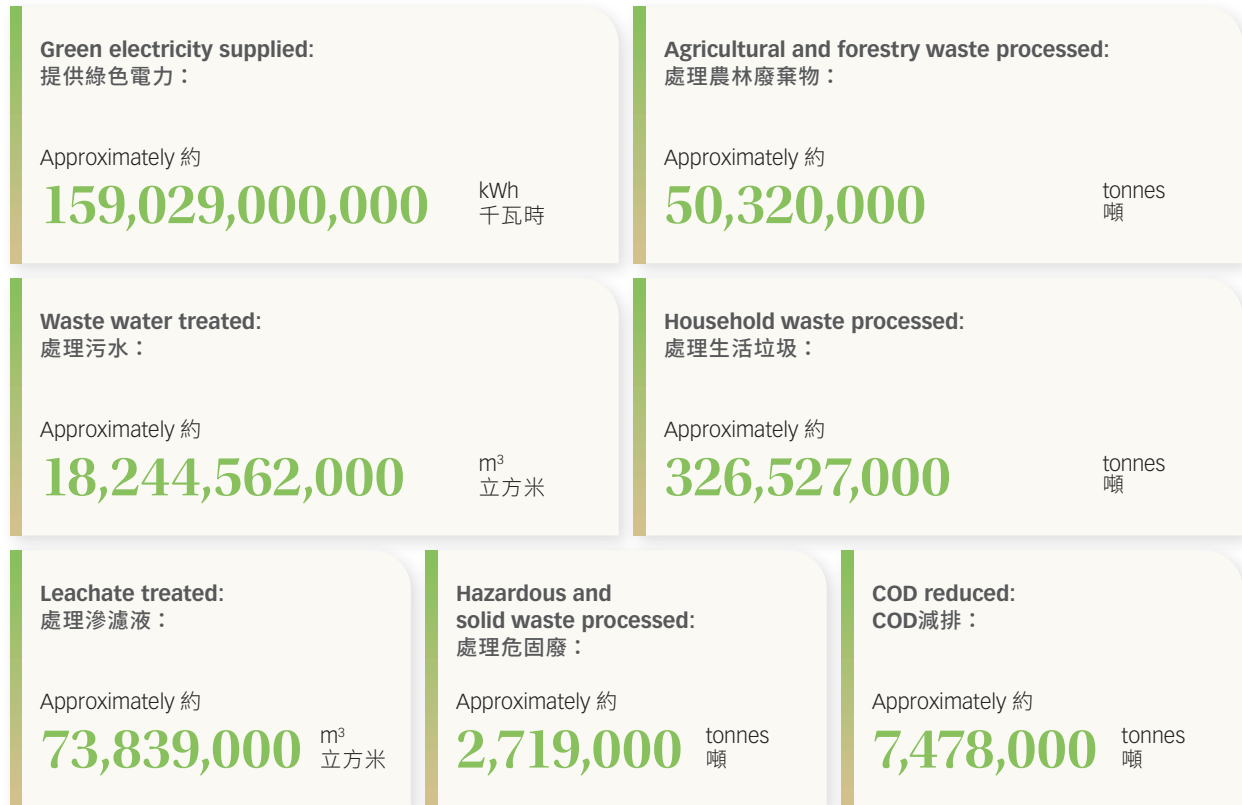 Green electricity supplied:
提供綠色電力：
Approximately 約
159,029,000,000
kWh
千瓦時
Agricultural and forestry waste processed:
處理農林廢棄物：
Approximately 約
50,320,000
tonnes
噸
Waste water treated:
處理污水：
Approximately 約
18,244,562,000
m³
立方米
Household waste processed:
處理生活垃圾：
Approximately 約
326,527,000
tonnes
噸
Leachate treated:
處理滲濾液：
Approximately 約
73,839,000
m³
立方米
Hazardous and
solid waste processed:
處理危固廢：
Approximately 約
2,719,000
tonnes
噸
COD reduced:
COD減排：
Approximately 約
7,478,000
tonnes
噸